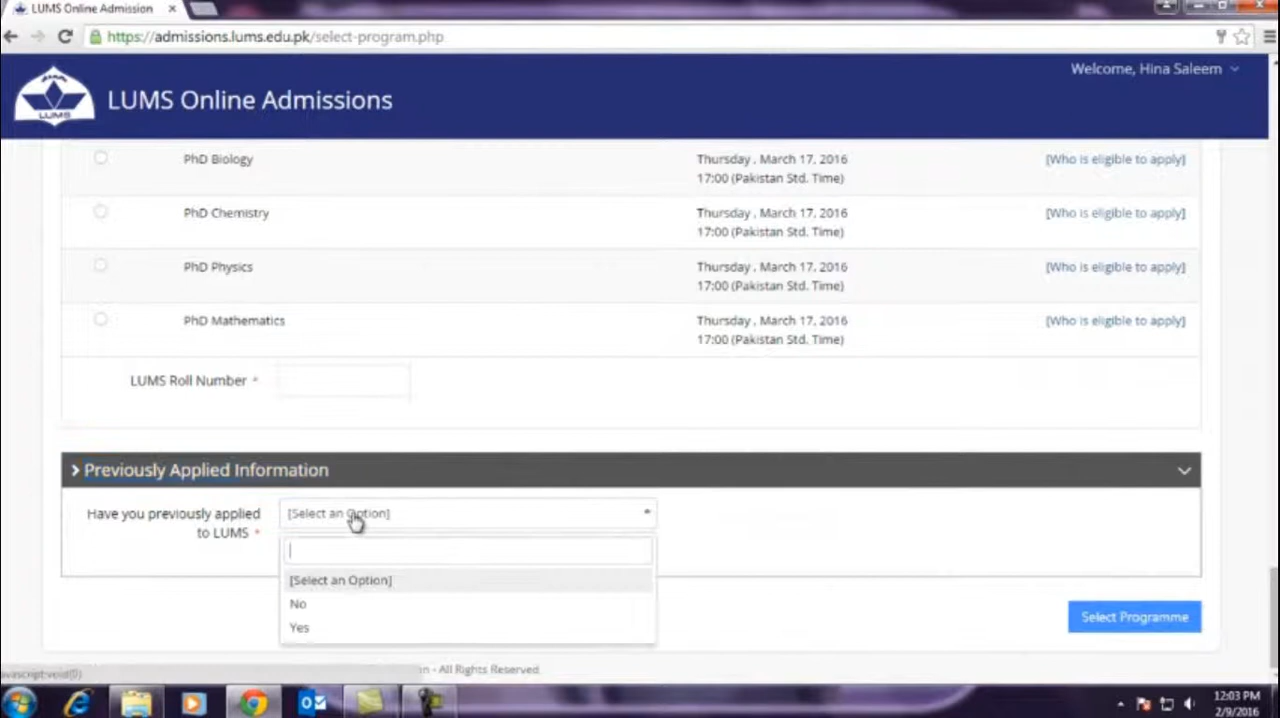 LUMS Online Admission
https://admissions.lums.edu.pk/select-program.php
Welcome, Hina Saleem
LUMS
LUMS Online Admissions
PhD Biology
Thursday , March 17, 2016
17:00 (Pakistan Std. Time)
[Who is eligible to apply]
PhD Chemistry
Thursday , March 17, 2016
17:00 (Pakistan Std. Time)
[Who is eligible to apply]
PhD Physics
Thursday , March 17, 2016
17:00 (Pakistan Std. Time)
[Who is eligible to apply]
PhD Mathematics
Thursday , March 17, 2016
17:00 (Pakistan Std. Time)
[Who is eligible to apply]
LUMS Roll Number *
Previously Applied Information
Have you previously applied
to LUMS *
[Select an Option]
[Select an Option]
No
Yes
Select Programme
- All Rights Reserved
avascript:void(0)
12:03 PM
2/9/2016